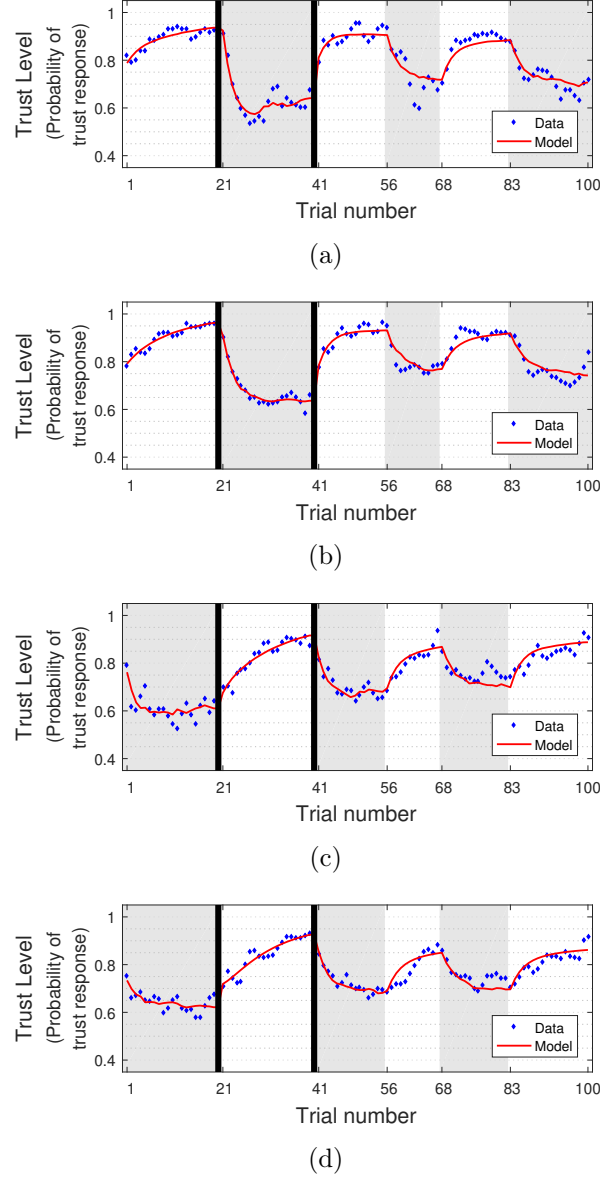 Trust Level
(Probability of
trust response)
1
0.8
0.6
0.4
1
21
41
56
68
83
100
Data
Model
Trial number
(a)
Trust Level
(Probability of
trust response)
1
0.8
0.6
0.4
1
21
41
56
68
83
100
Data
Model
Trial number
(b)
Trust Level
(Probability of
trust response)
1
0.8
0.6
0.4
1
21
41
56
68
83
100
Data
Model
Trial number
(c)
Trust Level
(Probability of
trust response)
1
0.8
0.6
0.4
1
21
41
56
68
83
100
Data
Model
Trial number
(d)